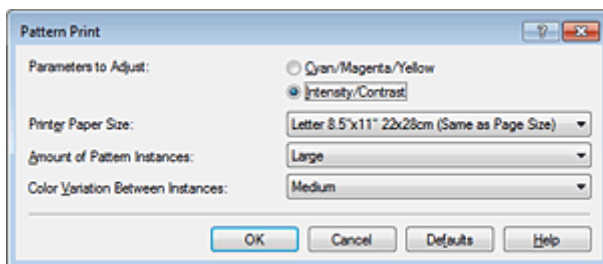 Pattern Print
Parameters to Adjust:
Cyan/Magenta/Yellow
Intensity/Contrast
Printer Paper Size:
Letter 8.5"x11" 22x28cm (Same as Page Size)
Amount of Pattern Instances:
Large
Color Variation Between Instances:
Medium
OK
Cancel
Defaults
Help